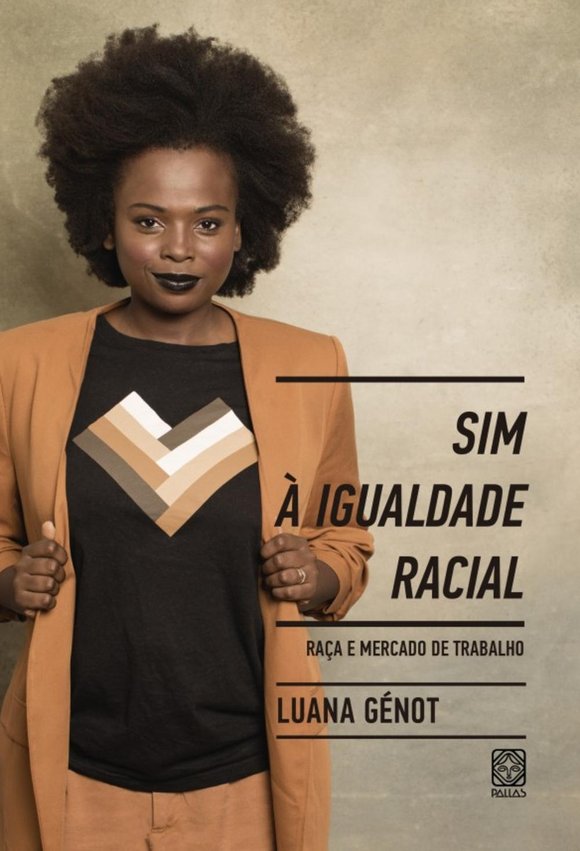 SIM
À IGUALDADE
RACIAL
RAÇA E MERCADO DE TRABALHO
LUANA GÉNOT
PALLAS